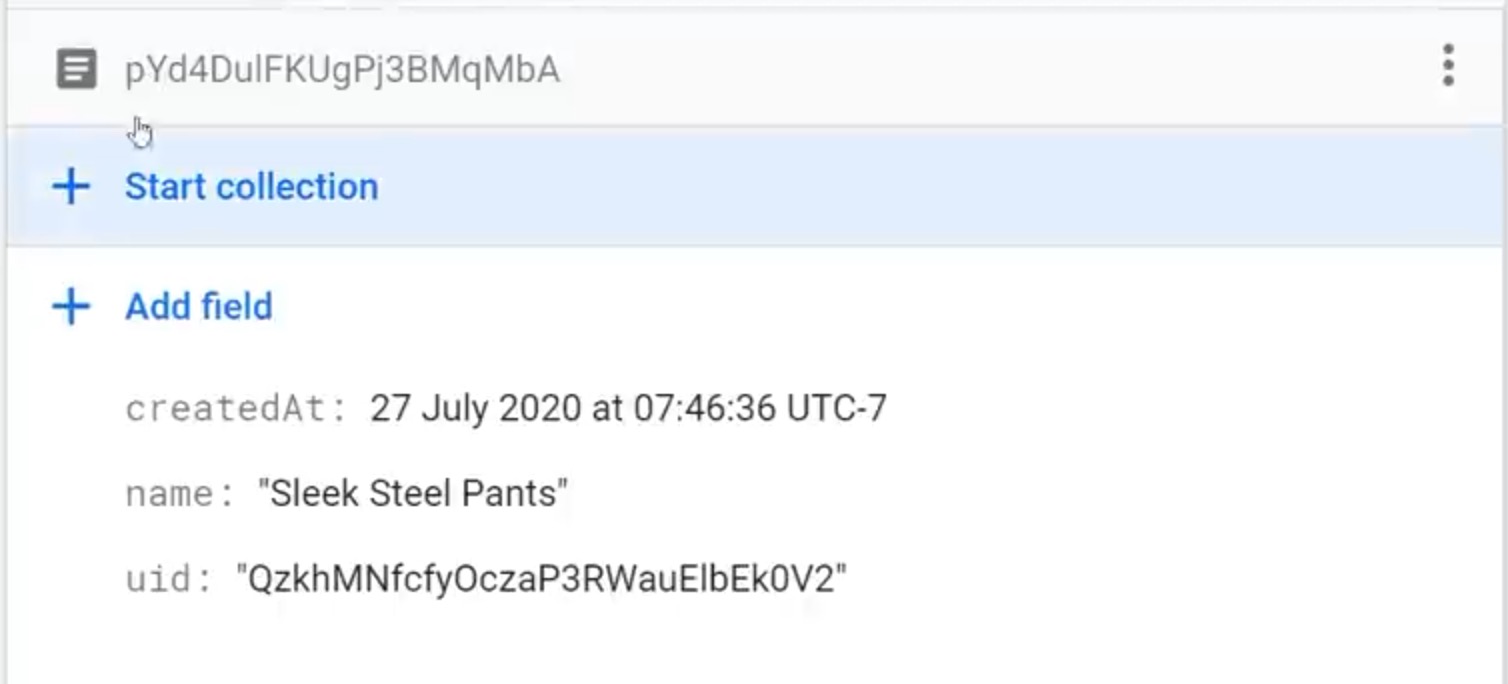 pYd4DulFKUgPj3BMqMbA
+ Start collection
+ Add field
createdAt: 27 July 2020 at 07:46:36 UTC-7
name: "Sleek Steel Pants"
uid: "QzkhMNfcfyOczaP3RWauElbEk0V2"